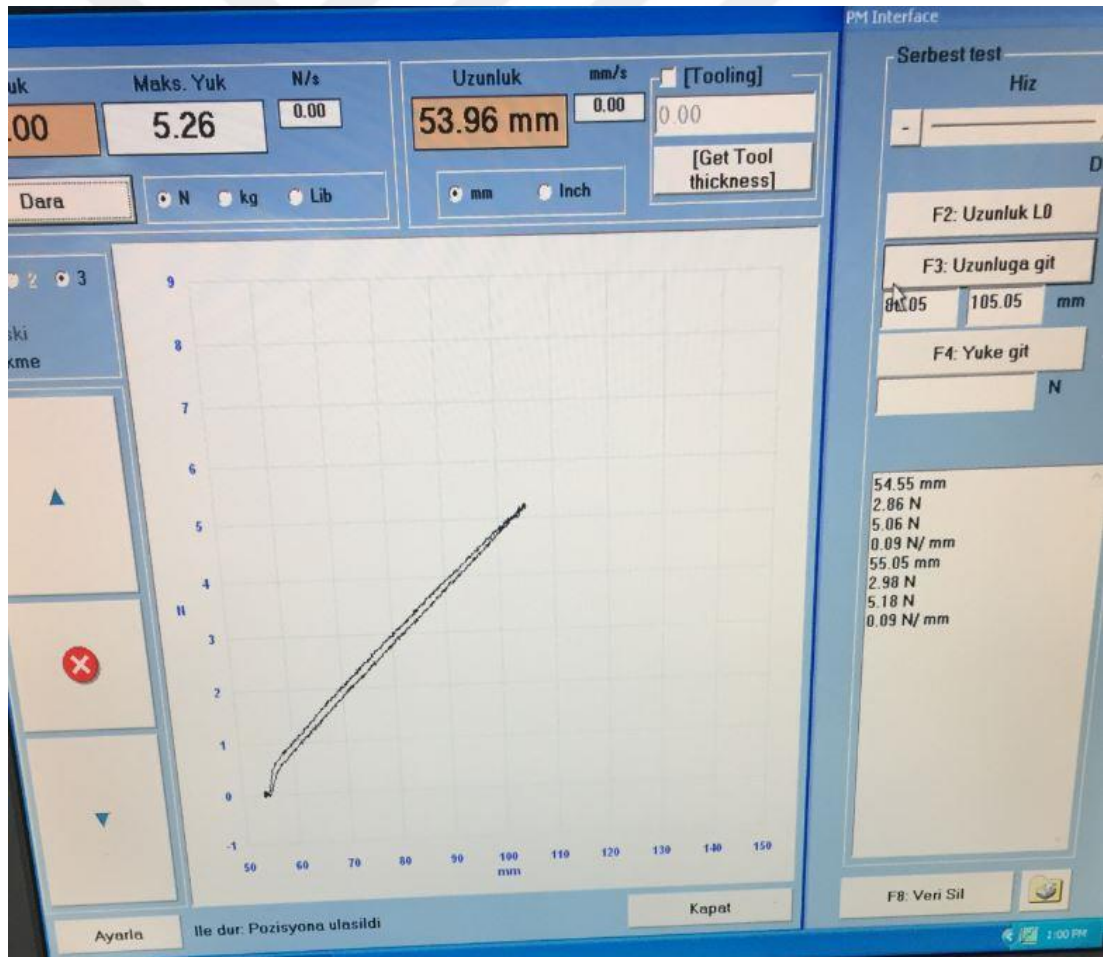 PM Interface
uk
Maks. Yuk
N/s
.00
5.26
0.00
Uzunluk
mm/s
53.96 mm
0.00
[Tooling]
0.00
[Get Tool
thickness]
Dara
N
kg
Lib
mm
Inch
2
3
ski
kme
9
8
7
6
5
4
N
3
2
1
0
-1
50
60
70
80
90
100
110
120
130
140
150
mm
Ayarla
Ile dur: Pozisyona ulasildi
Kapat
Serbest test
Hiz
-
D
F2: Uzunluk L0
F3: Uzunluga git
105.05
mm
F4: Yuke git
N
54.55 mm
2.86 N
5.06 N
0.09 N/ mm
55.05 mm
2.98 N
5.18 N
0.09 N/ mm
F8: Veri Sil
1:00 PM